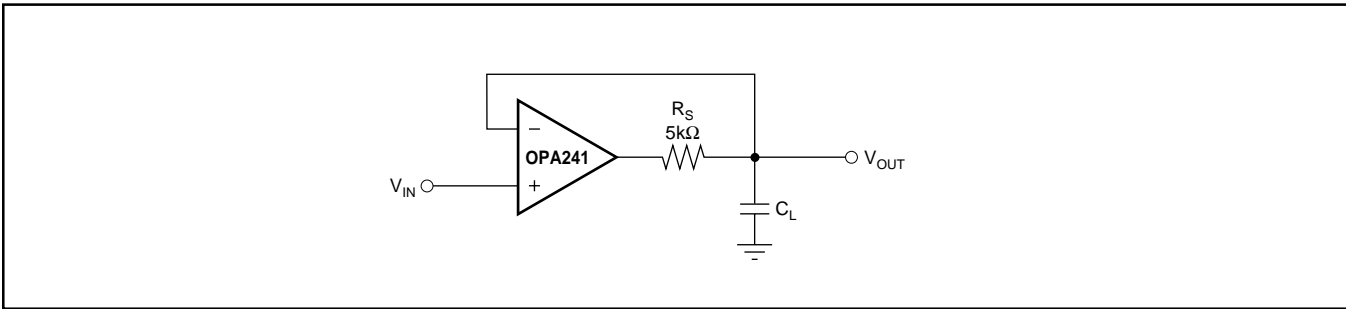 R_S
5kΩ
−
OPA241
V_OUT
V_IN
+
C_L